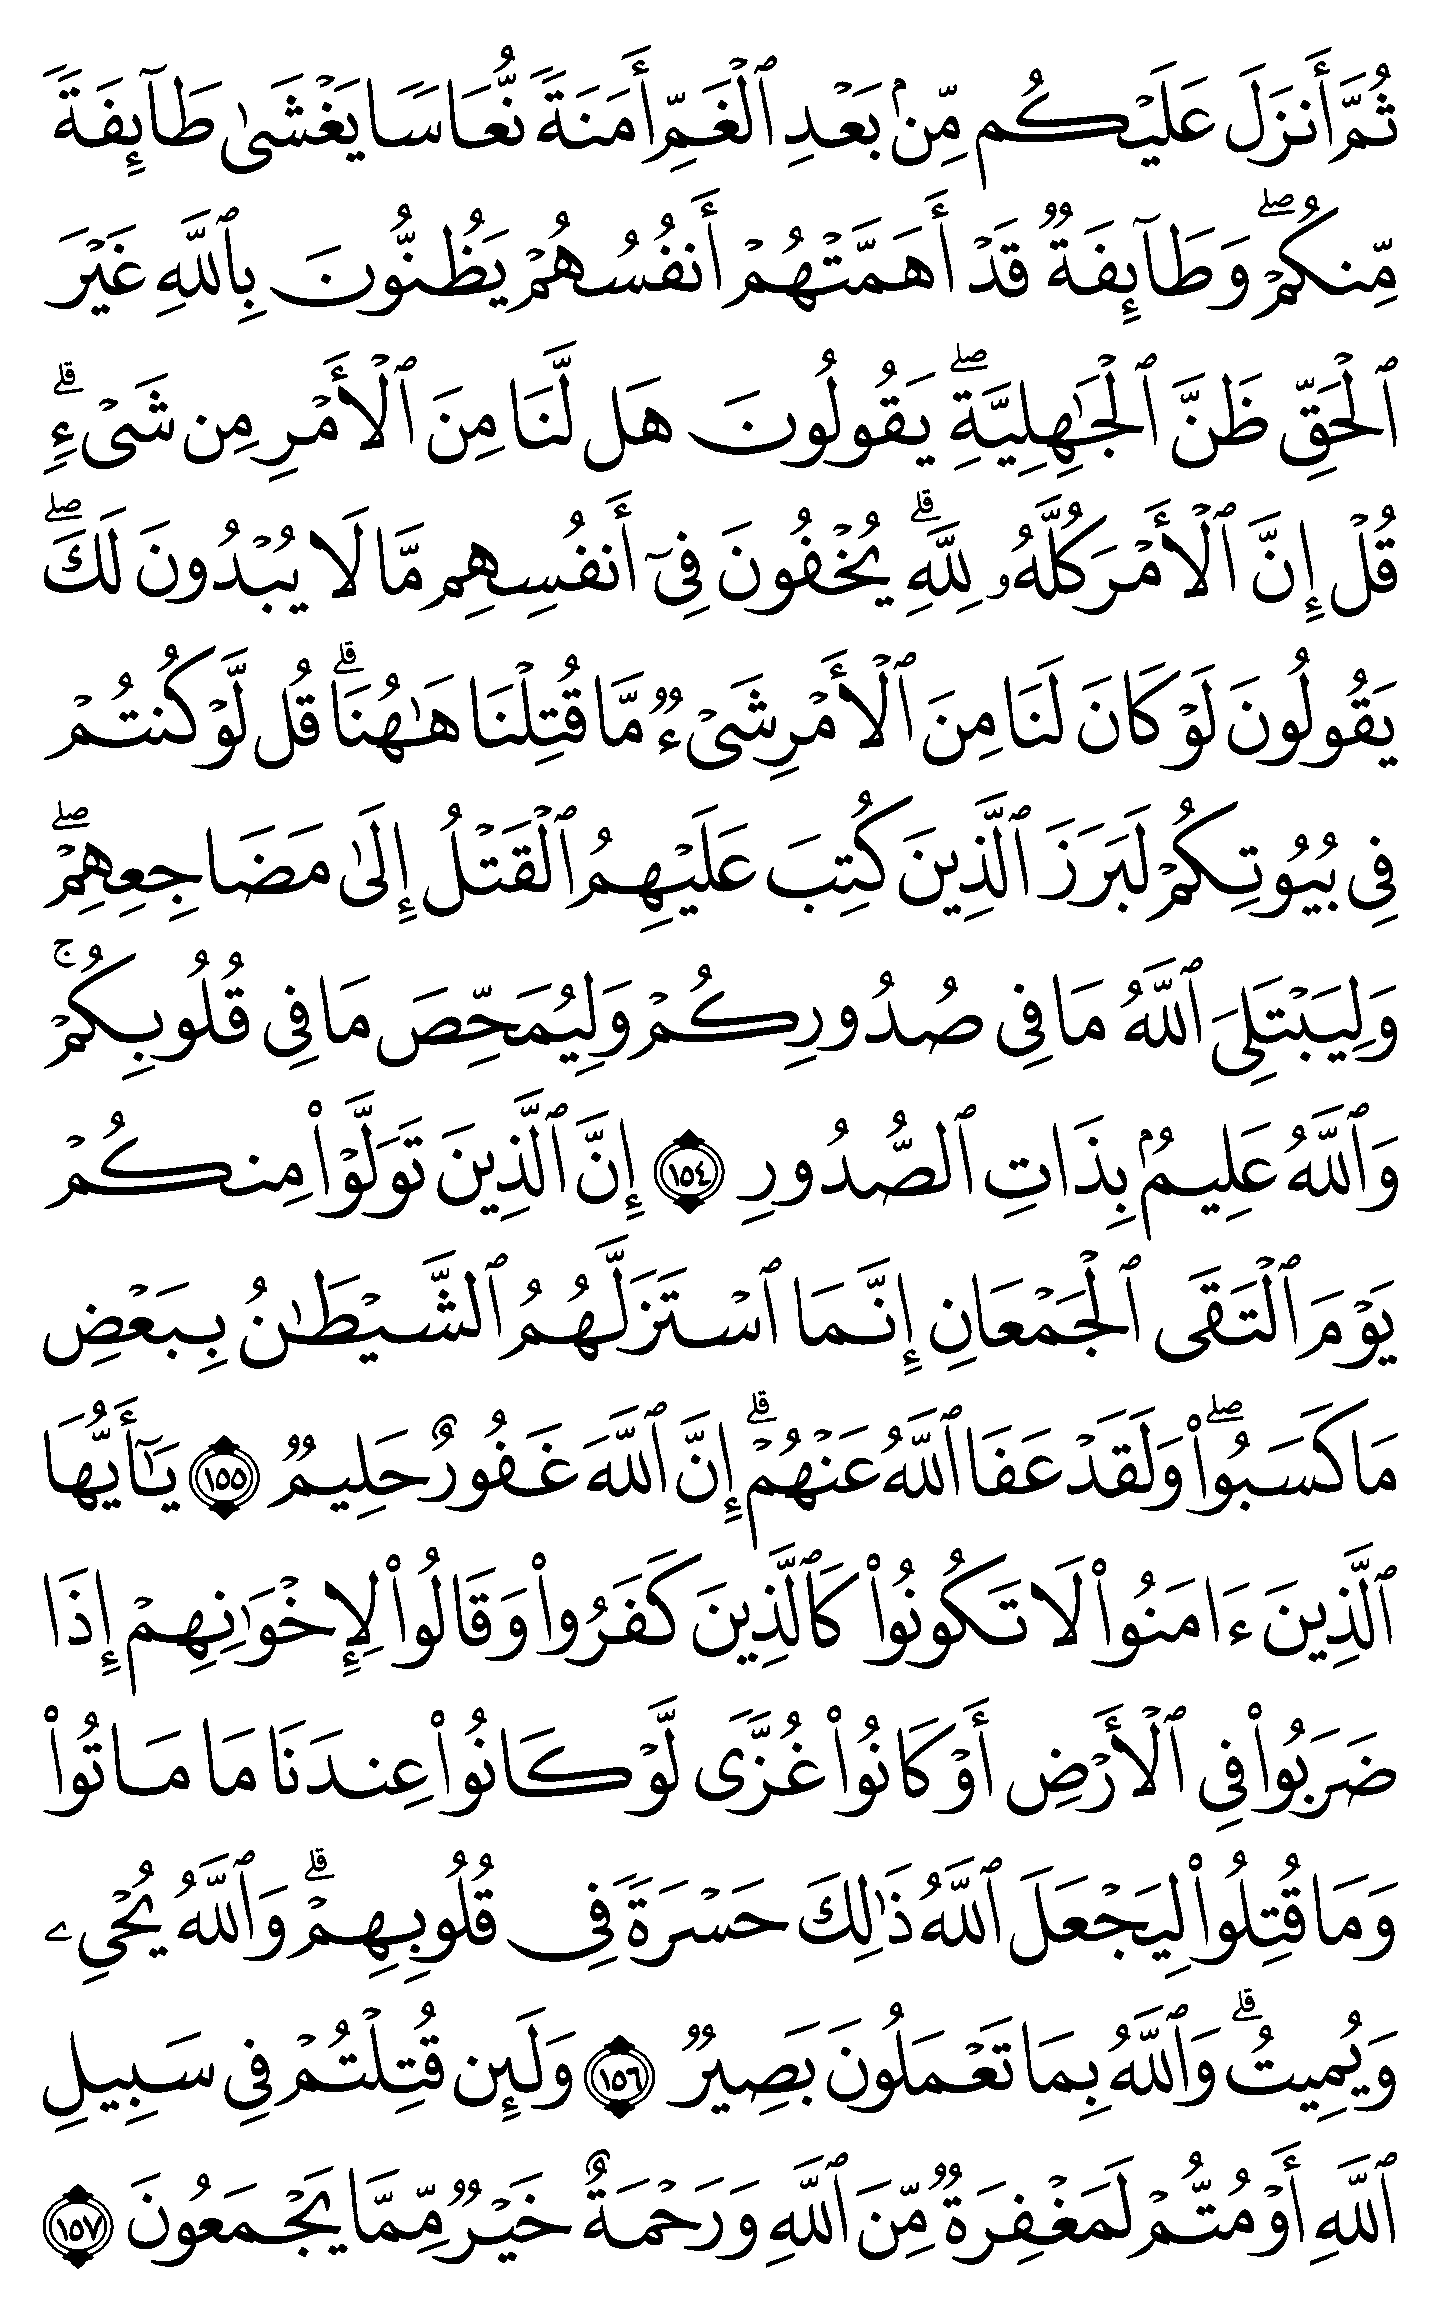 ثُمَّ أَنزَلَ عَلَيْكُم مِّنۢ بَعْدِ ٱلْغَمِّ أَمَنَةً نُّعَاسًا يَغْشَىٰ طَآئِفَةً
مِّنكُمْ ۖ وَطَآئِفَةٌ قَدْ أَهَمَّتْهُمْ أَنفُسُهُمْ يَظُنُّونَ بِٱللَّهِ غَيْرَ
ٱلْحَقِّ ظَنَّ ٱلْجَـٰهِلِيَّةِ ۖ يَقُولُونَ هَل لَّنَا مِنَ ٱلْأَمْرِ مِن شَىْءٍ ۗ
قُلْ إِنَّ ٱلْأَمْرَ كُلَّهُۥ لِلَّهِ ۗ يُخْفُونَ فِىٓ أَنفُسِهِم مَّا لَا يُبْدُونَ لَكَ ۖ
يَقُولُونَ لَوْ كَانَ لَنَا مِنَ ٱلْأَمْرِ شَىْءٌ مَّا قُتِلْنَا هَـٰهُنَا ۗ قُل لَّوْ كُنتُمْ
فِى بُيُوتِكُمْ لَبَرَزَ ٱلَّذِينَ كُتِبَ عَلَيْهِمُ ٱلْقَتْلُ إِلَىٰ مَضَاجِعِهِمْ ۖ
وَلِيَبْتَلِىَ ٱللَّهُ مَا فِى صُدُورِكُمْ وَلِيُمَحِّصَ مَا فِى قُلُوبِكُمْ ۚ
وَٱللَّهُ عَلِيمٌۢ بِذَاتِ ٱلصُّدُورِ ١٥٤ إِنَّ ٱلَّذِينَ تَوَلَّوْا۟ مِنكُمْ
يَوْمَ ٱلْتَقَى ٱلْجَمْعَانِ إِنَّمَا ٱسْتَزَلَّهُمُ ٱلشَّيْطَـٰنُ بِبَعْضِ
مَا كَسَبُوا۟ ۖ وَلَقَدْ عَفَا ٱللَّهُ عَنْهُمْ ۗ إِنَّ ٱللَّهَ غَفُورٌ حَلِيمٌ ١٥٥ يَـٰٓأَيُّهَا
ٱلَّذِينَ ءَامَنُوا۟ لَا تَكُونُوا۟ كَٱلَّذِينَ كَفَرُوا۟ وَقَالُوا۟ لِإِخْوَٰنِهِمْ إِذَا
ضَرَبُوا۟ فِى ٱلْأَرْضِ أَوْ كَانُوا۟ غُزًّى لَّوْ كَانُوا۟ عِندَنَا مَا مَاتُوا۟
وَمَا قُتِلُوا۟ لِيَجْعَلَ ٱللَّهُ ذَٰلِكَ حَسْرَةً فِى قُلُوبِهِمْ ۗ وَٱللَّهُ يُحْىِۦ
وَيُمِيتُ ۗ وَٱللَّهُ بِمَا تَعْمَلُونَ بَصِيرٌ ١٥٦ وَلَئِن قُتِلْتُمْ فِى سَبِيلِ
ٱللَّهِ أَوْ مُتُّمْ لَمَغْفِرَةٌ مِّنَ ٱللَّهِ وَرَحْمَةٌ خَيْرٌ مِّمَّا يَجْمَعُونَ ١٥٧